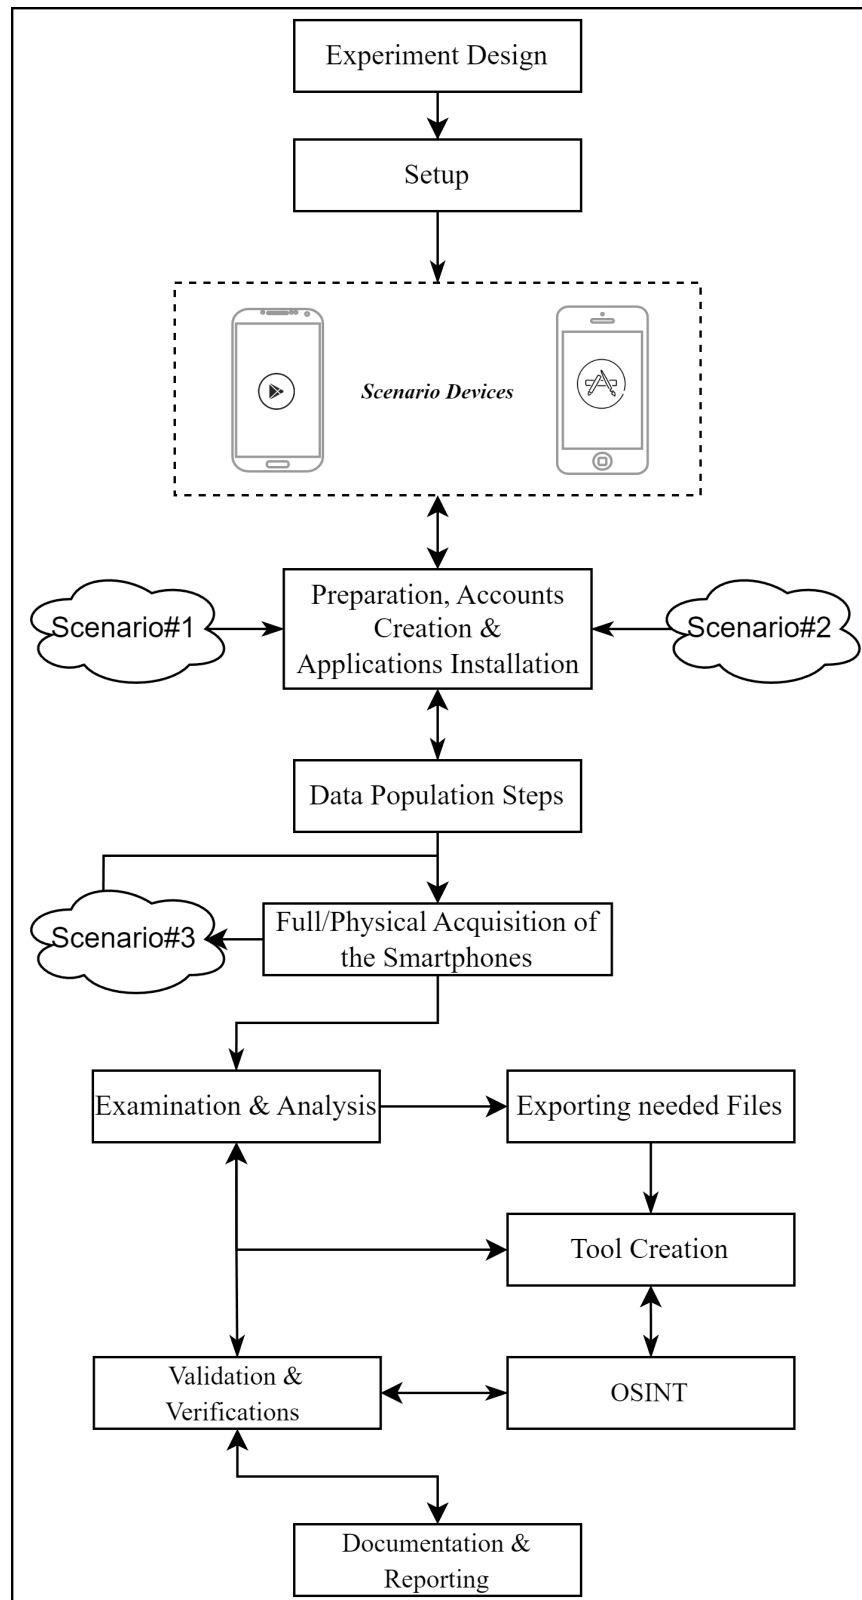 Experiment Design
Setup
Scenario Devices
Preparation, Accounts
Creation &
Applications Installation
Scenario#1
Scenario#2
Data Population Steps
Full/Physical Acquisition of
the Smartphones
Scenario#3
Examination & Analysis
Exporting needed Files
Tool Creation
Validation &
Verifications
OSINT
Documentation &
Reporting